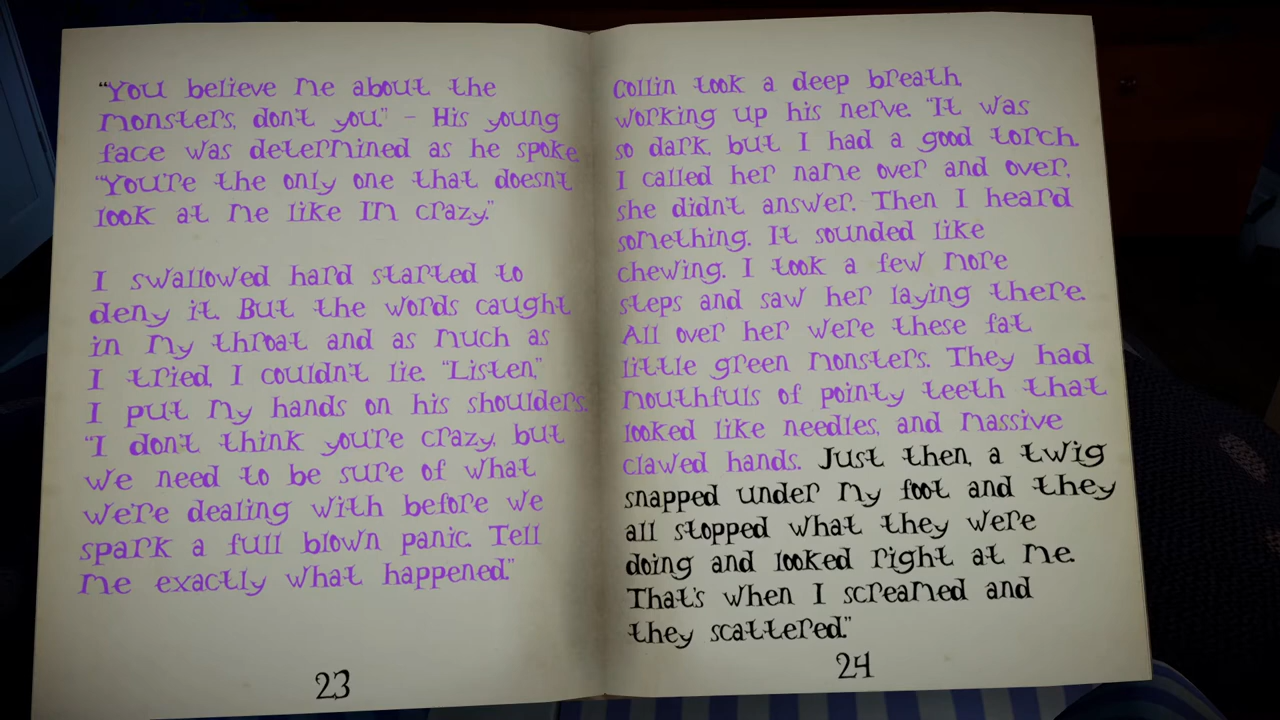 "You believe me about the
monsters, don't you." - His young
face was determined as he spoke.
"You're the only one that doesn't
look at me like I'm crazy."
I swallowed hard started to
deny it. But the words caught
in my throat and as much as
I tried, I couldn't lie. "Listen,"
I put my hands on his shoulders.
"I don't think you're crazy, but
we need to be sure of what
we're dealing with before we
spark a full blown panic. Tell
me exactly what happened."
23
Collin took a deep breath,
working up his nerve. "It was
so dark, but I had a good torch.
I called her name over and over,
she didn't answer. Then I heard
something. It sounded like
chewing. I took a few more
steps and saw her laying there.
All over her were these fat
little green monsters. They had
mouthfuls of pointy teeth that
looked like needles, and massive
clawed hands. Just then, a twig
snapped under my foot and they
all stopped what they were
doing and looked right at me.
That's when I screamed and
they scattered."
24